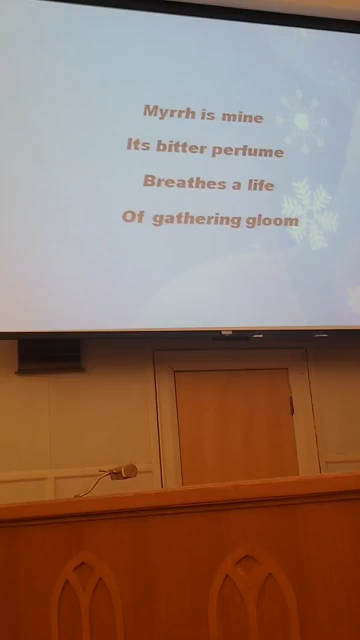 Myrrh is mine
Its bitter perfume
Breathes a life
Of gathering gloom